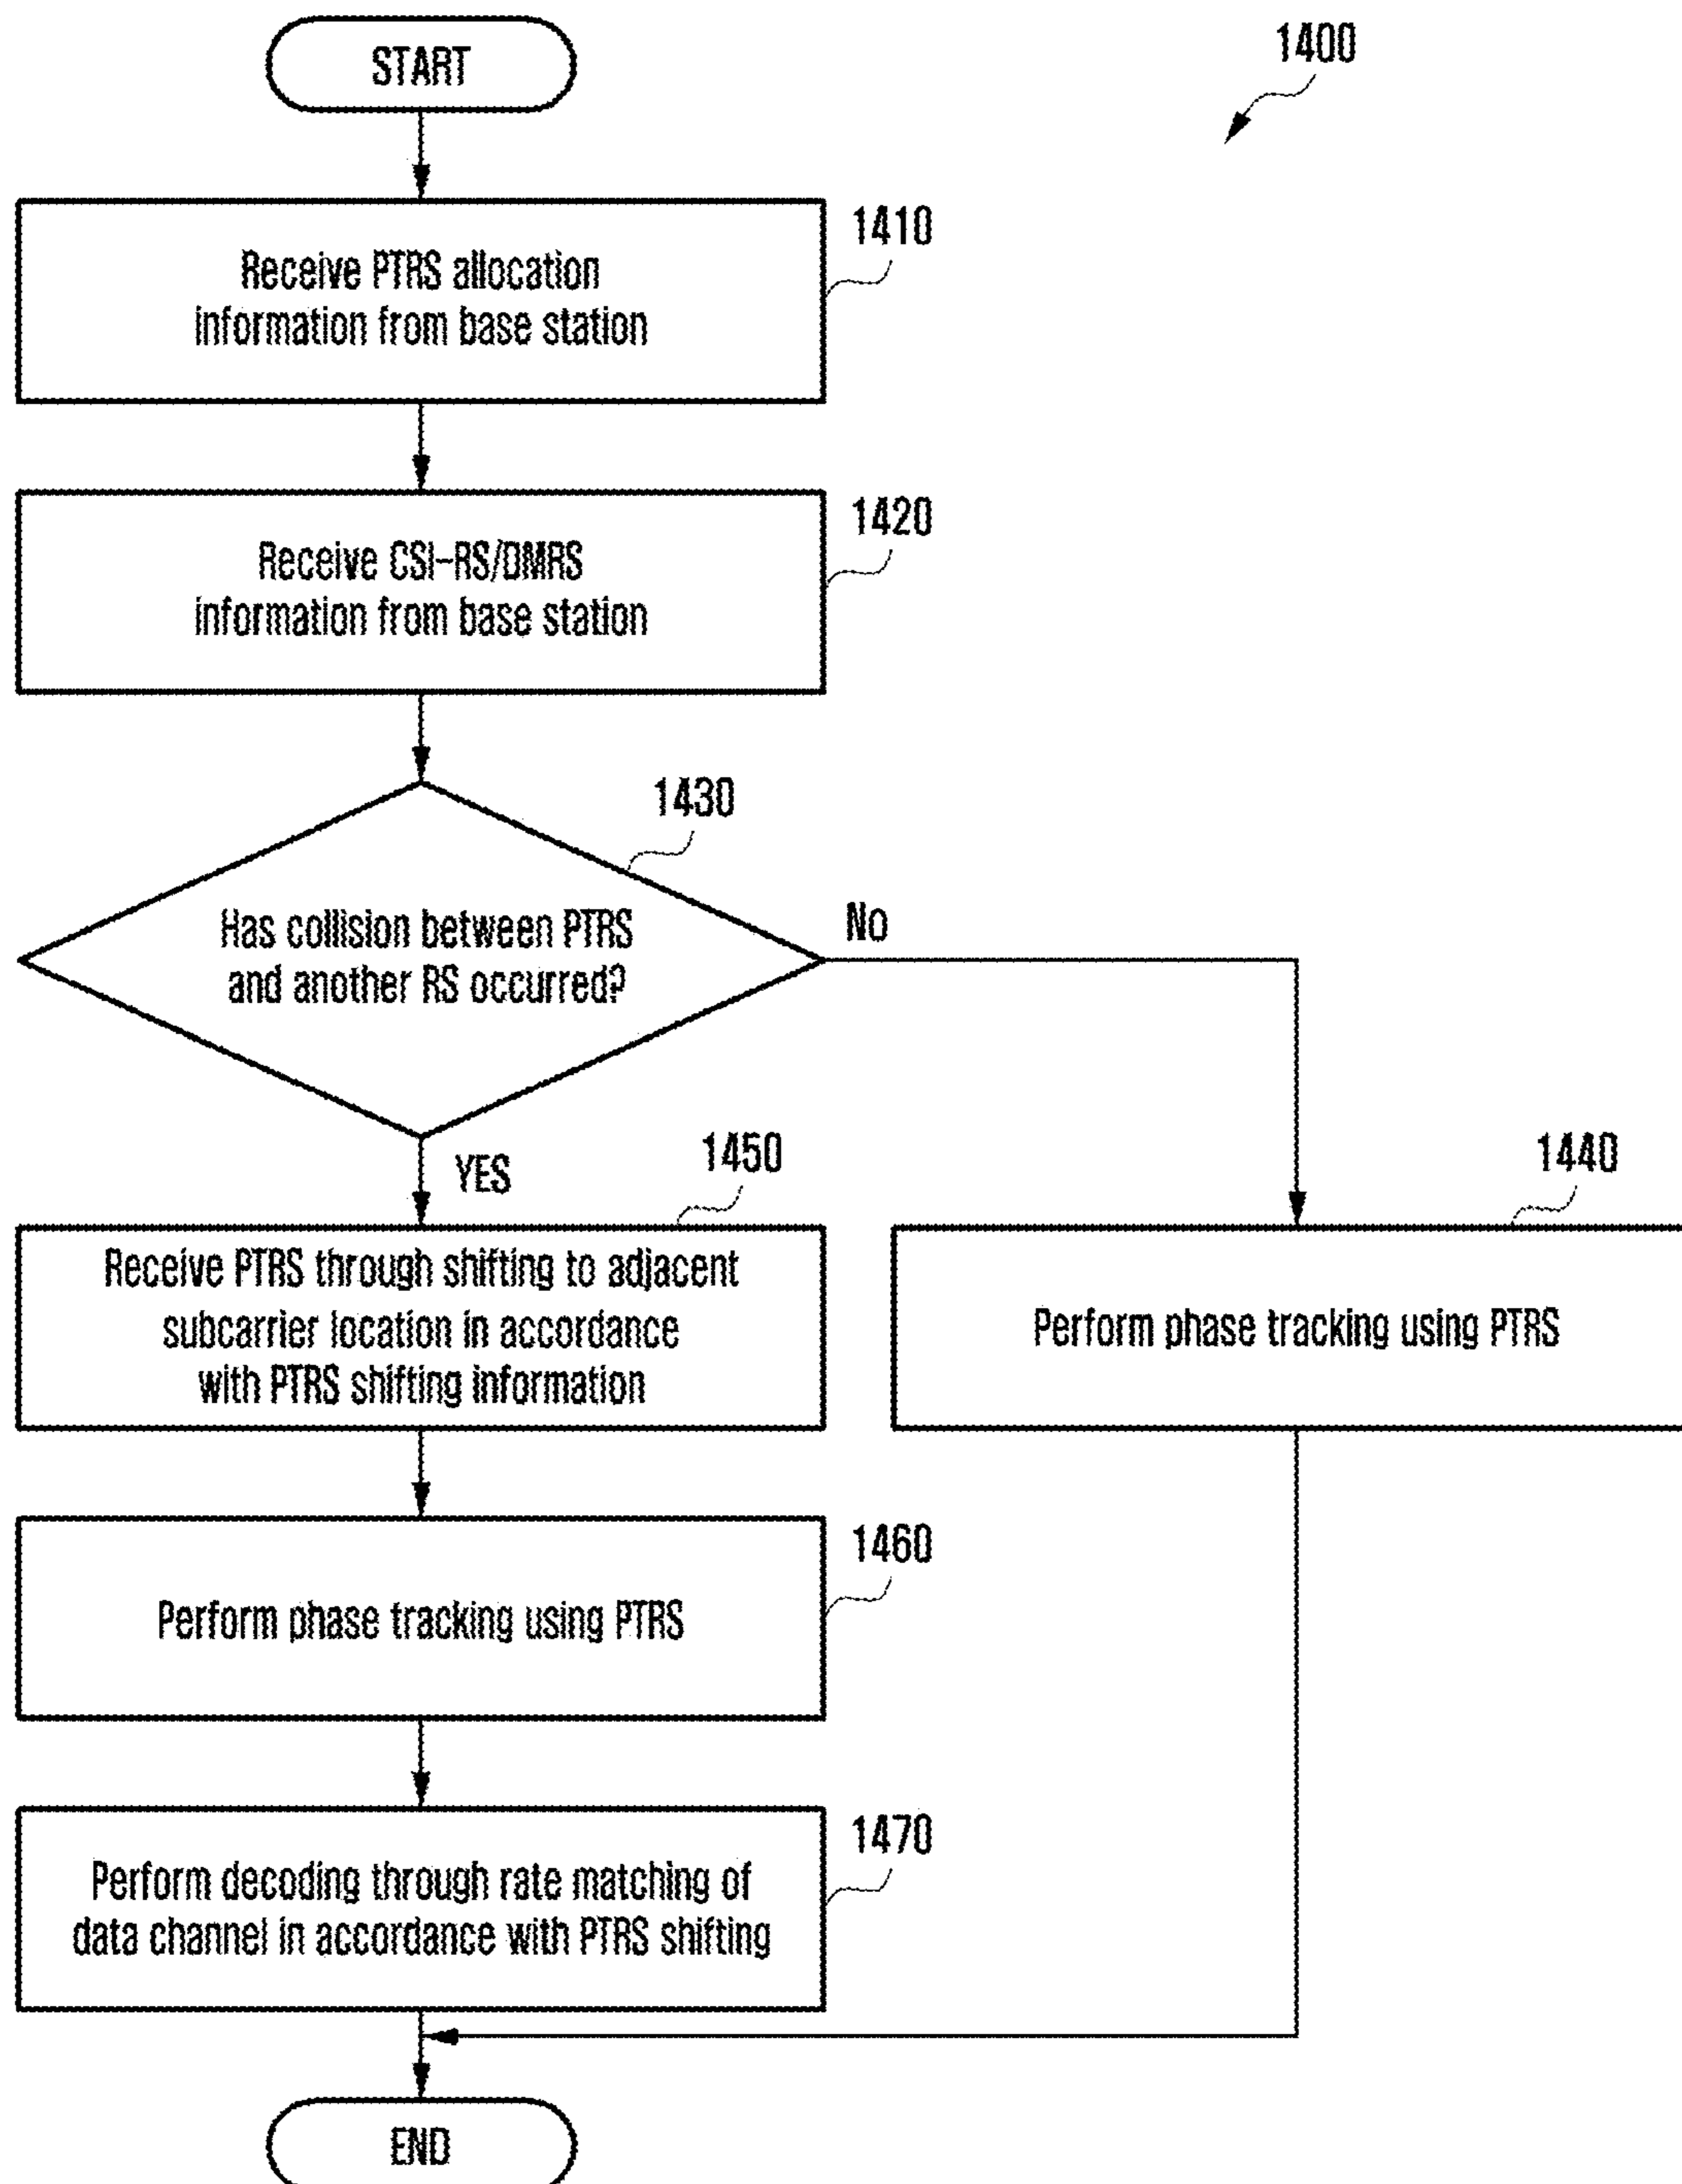 START
1400
1410
Receive PTRS allocation
information from base station
1420
Receive CSI-RS/DMRS
information from base station
1430
Has collision between PTRS
and another RS occurred?
No
YES
1450
1440
Receive PTRS through shifting to adjacent
subcarrier location in accordance
with PTRS shifting information
Perform phase tracking using PTRS
1460
Perform phase tracking using PTRS
1470
Perform decoding through rate matching of
data channel in accordance with PTRS shifting
END